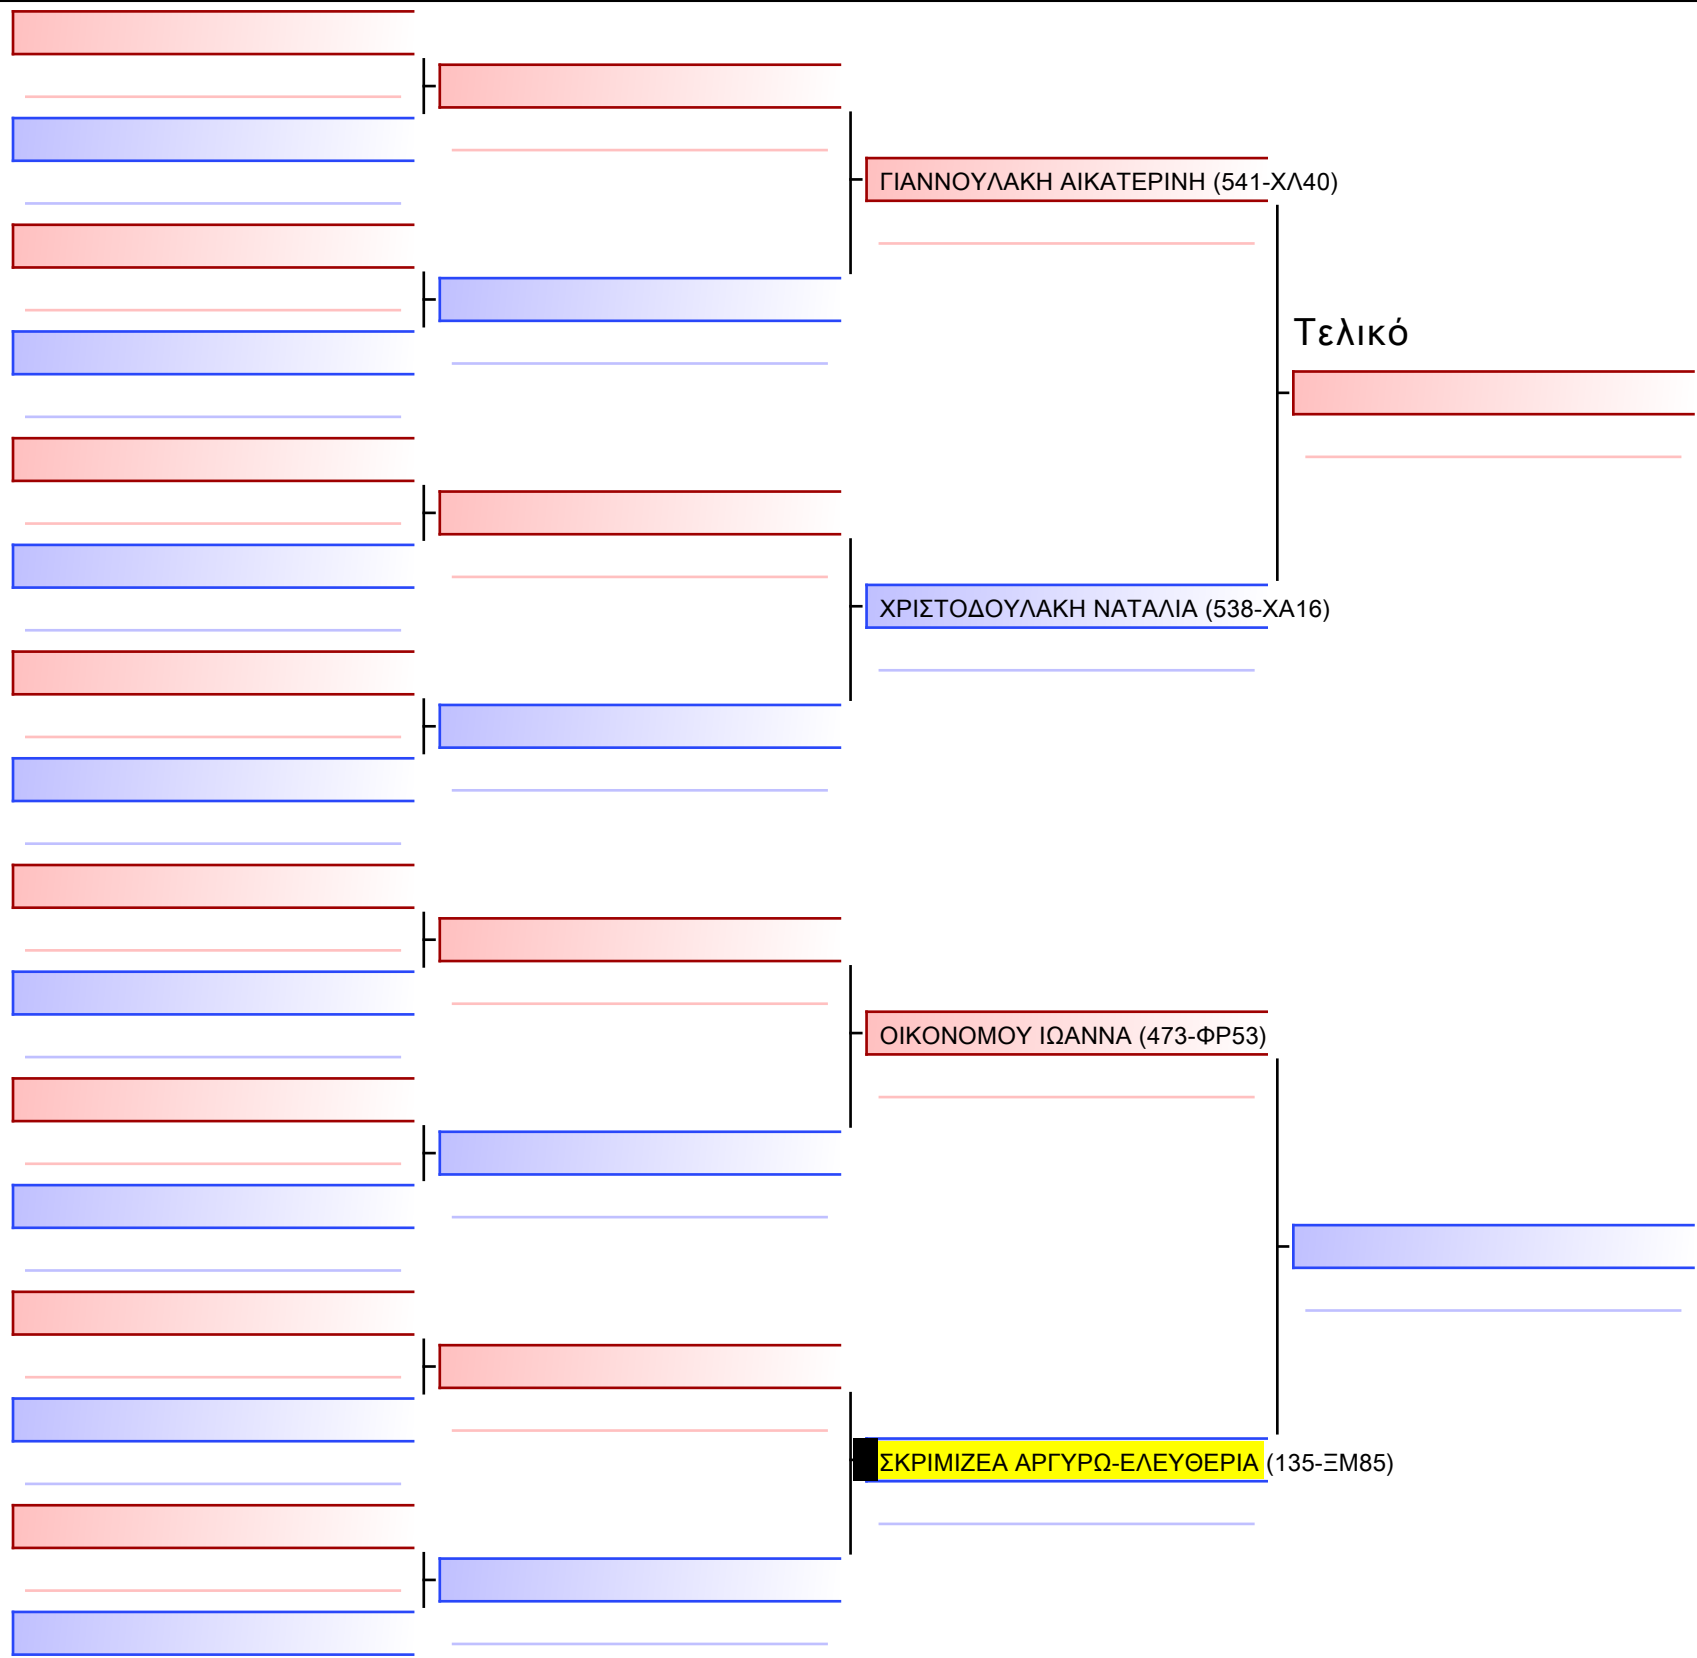 ΓΙΑΝΝΟΥΛΑΚΗ ΑΙΚΑΤΕΡΙΝΗ (541-ΧΛ40)
Τελικό
ΧΡΙΣΤΟΔΟΥΛΑΚΗ ΝΑΤΑΛΙΑ (538-ΧΑ16)
ΟΙΚΟΝΟΜΟΥ ΙΩΑΝΝΑ (473-ΦΡ53)
ΣΚΡΙΜΙΖΕΑ ΑΡΓΥΡΩ-ΕΛΕΥΘΕΡΙΑ (135-ΞΜ85)